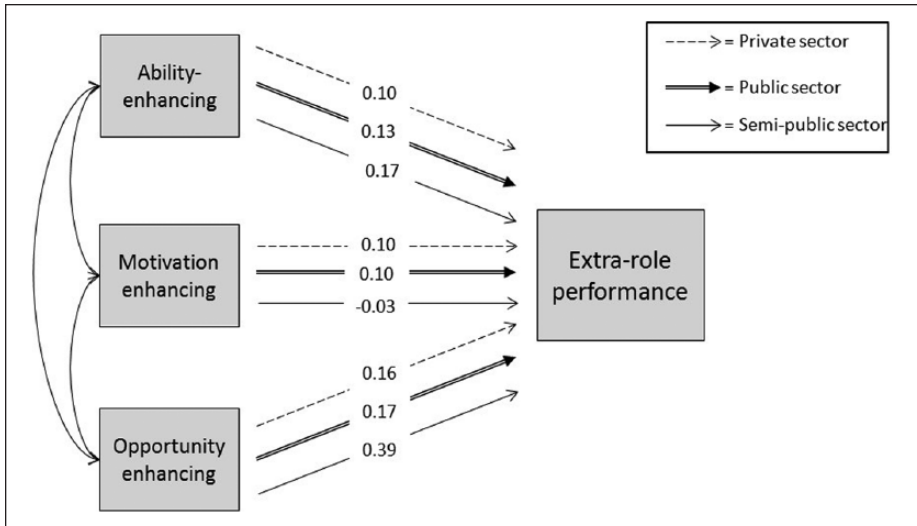 Ability-
enhancing
0.10
0.13
0.17
Motivation
enhancing
0.10
0.10
-0.03
Opportunity
enhancing
0.16
0.17
0.39
Extra-role
performance
= Private sector
= Public sector
= Semi-public sector